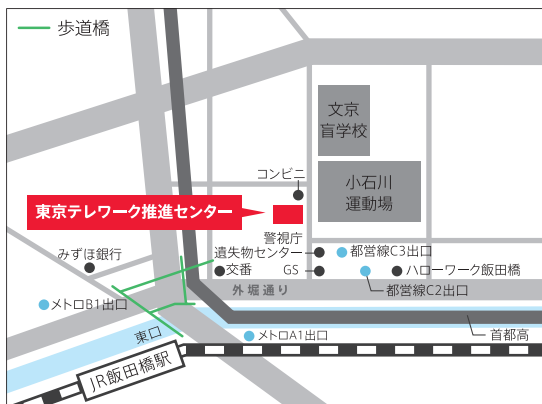 歩道橋
文京
盲学校
コンビニ
小石川
運動場
東京テレワーク推進センター
警視庁
遺失物センター
都営線C3出口
みずほ銀行
交番
GS
ハローワーク飯田橋
外堀通り
都営線C2出口
メトロB1出口
東口
メトロA1出口
首都高
JR飯田橋駅